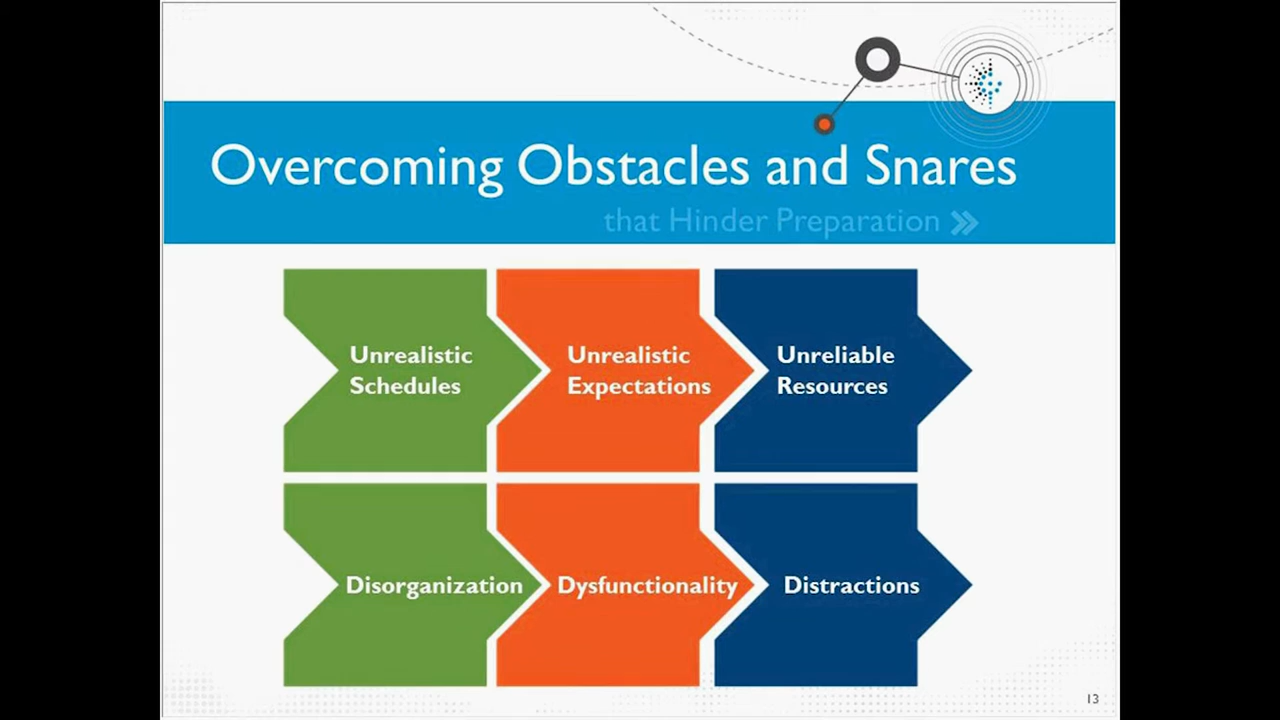 Overcoming Obstacles and Snares
that Hinder Preparation
Unrealistic
Schedules
Unrealistic
Expectations
Unreliable
Resources
Disorganization
Dysfunctionality
Distractions
13